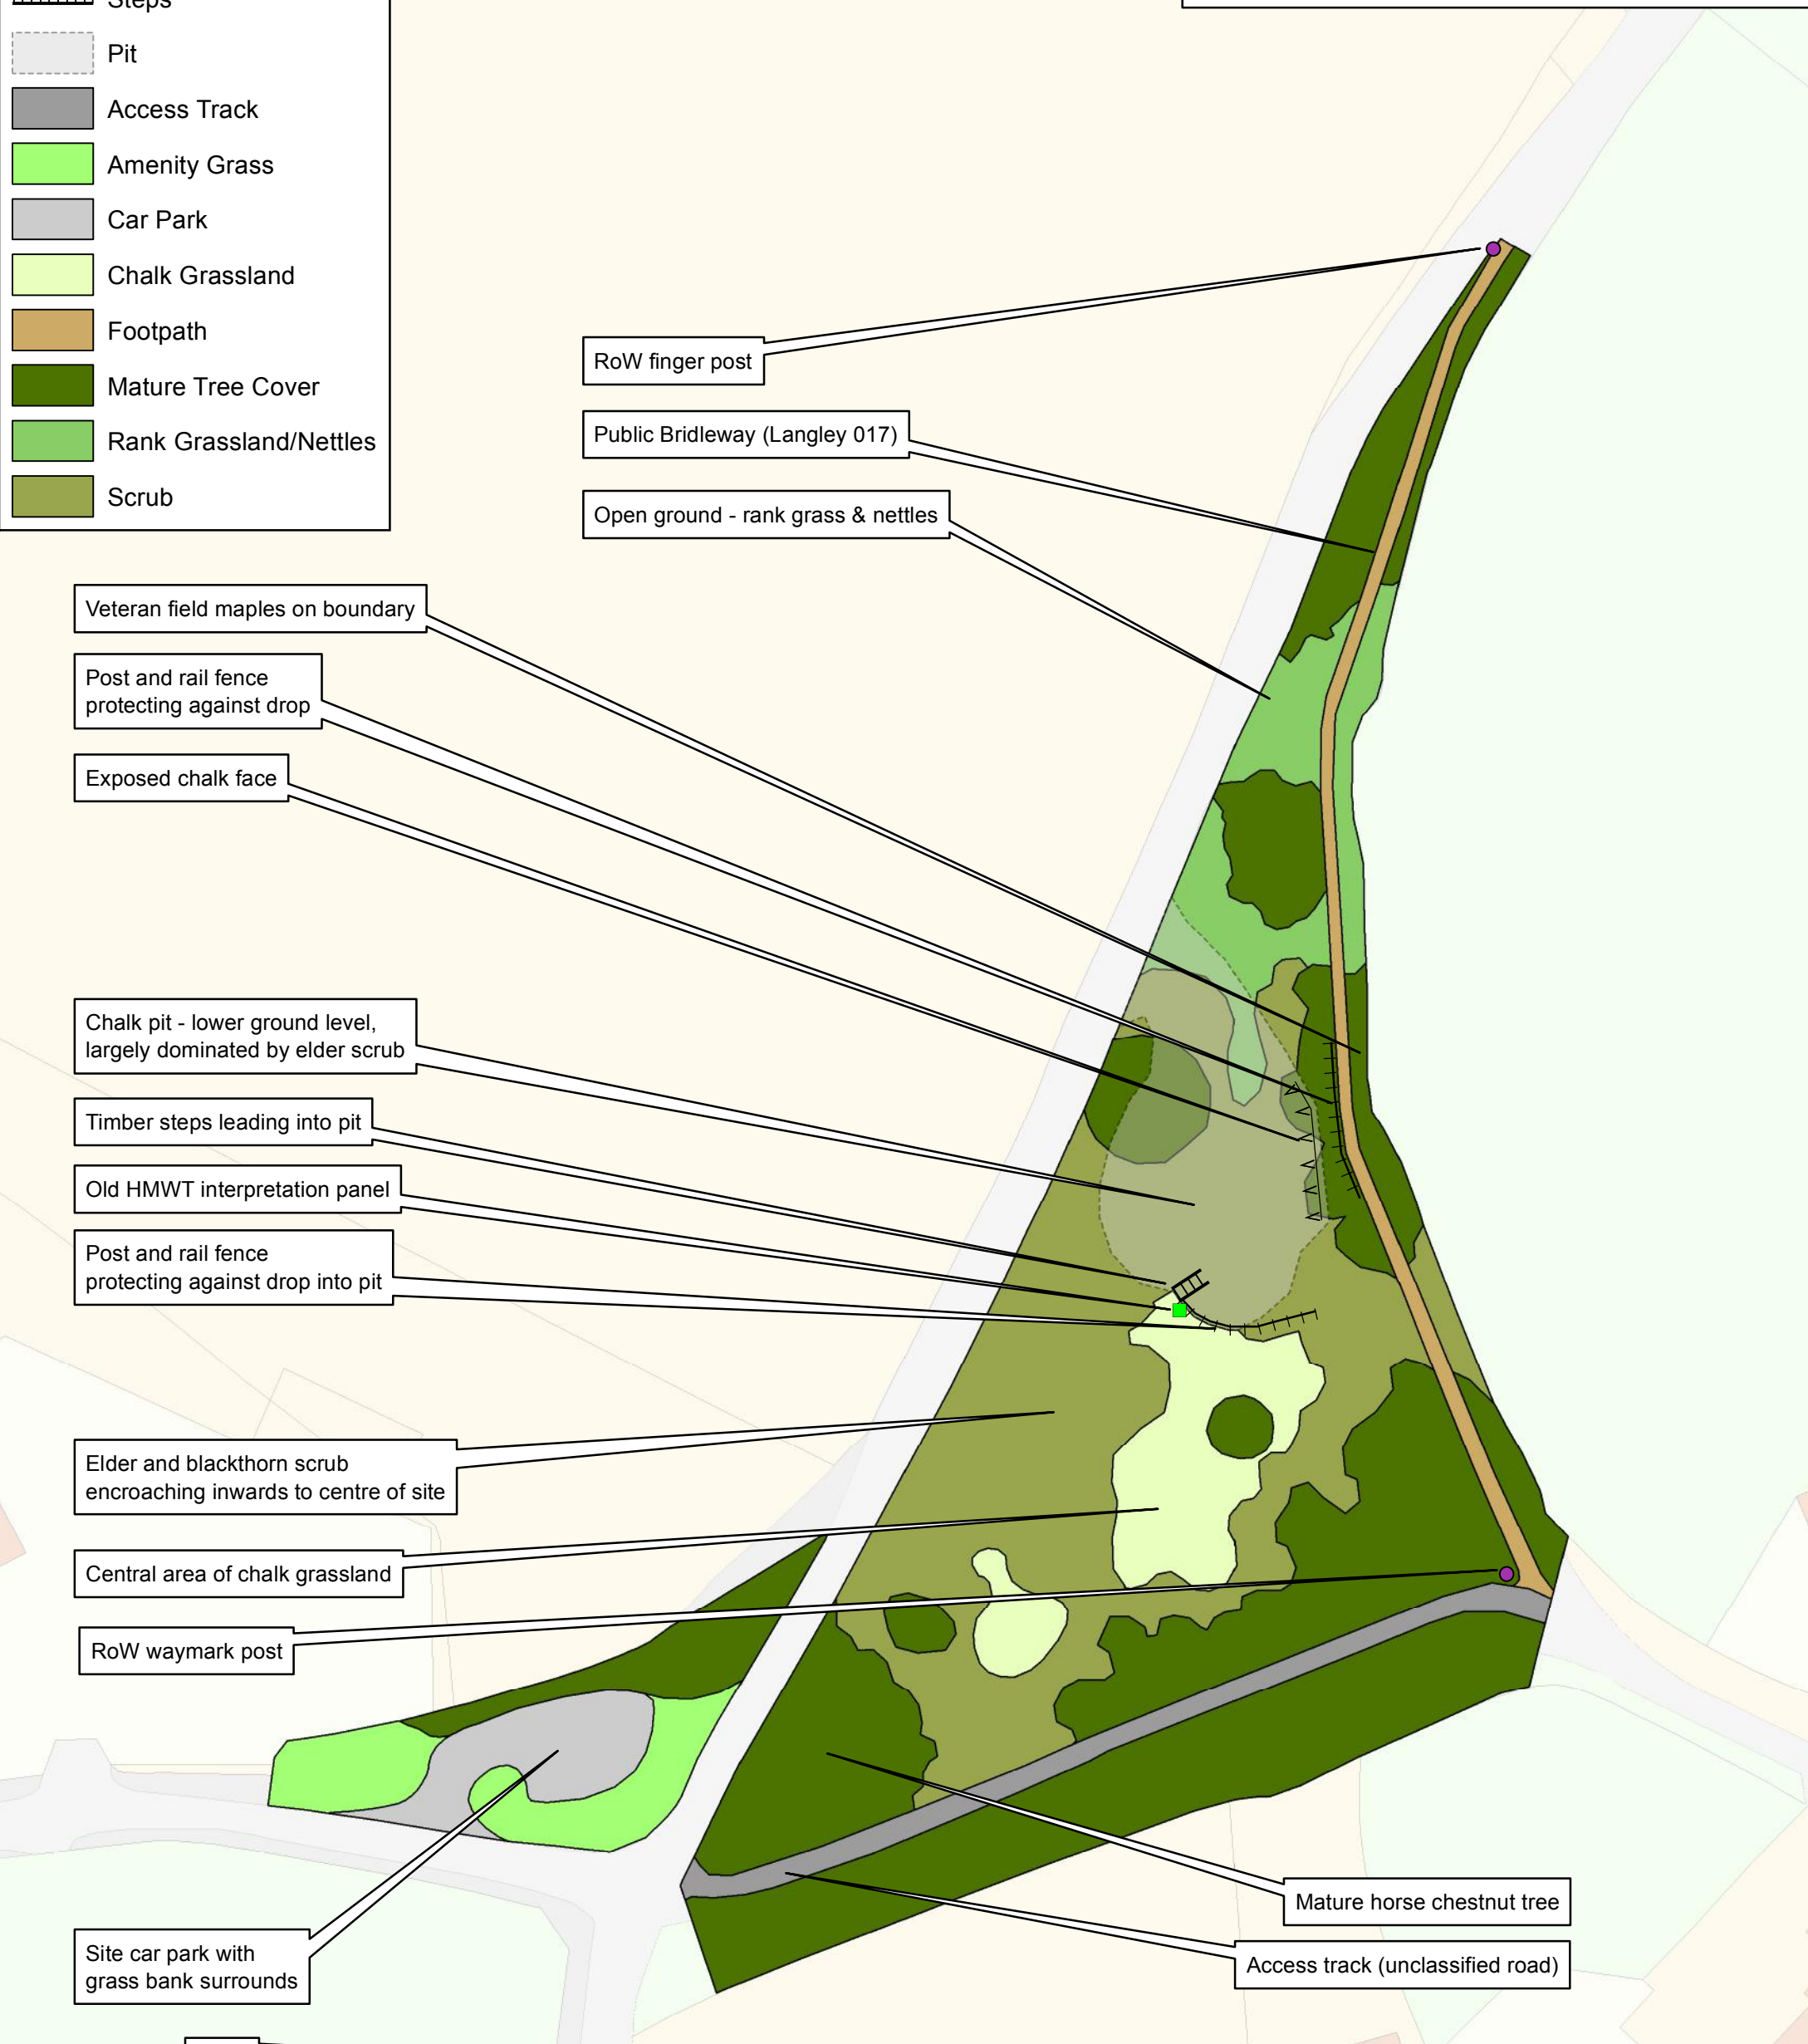 Steps
Pit
Access Track
Amenity Grass
Car Park
Chalk Grassland
Footpath
Mature Tree Cover
Rank Grassland/Nettles
Scrub
RoW finger post
Public Bridleway (Langley 017)
Open ground - rank grass & nettles
Veteran field maples on boundary
Post and rail fence
protecting against drop
Exposed chalk face
Chalk pit - lower ground level,
largely dominated by elder scrub
Timber steps leading into pit
Old HMWT interpretation panel
Post and rail fence
protecting against drop into pit
Elder and blackthorn scrub
encroaching inwards to centre of site
Central area of chalk grassland
RoW waymark post
Mature horse chestnut tree
Site car park with
grass bank surrounds
Access track (unclassified road)